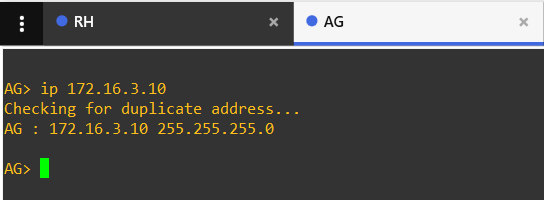 RH × AG ×
AG> ip 172.16.3.10
Checking for duplicate address...
AG : 172.16.3.10 255.255.255.0
AG>